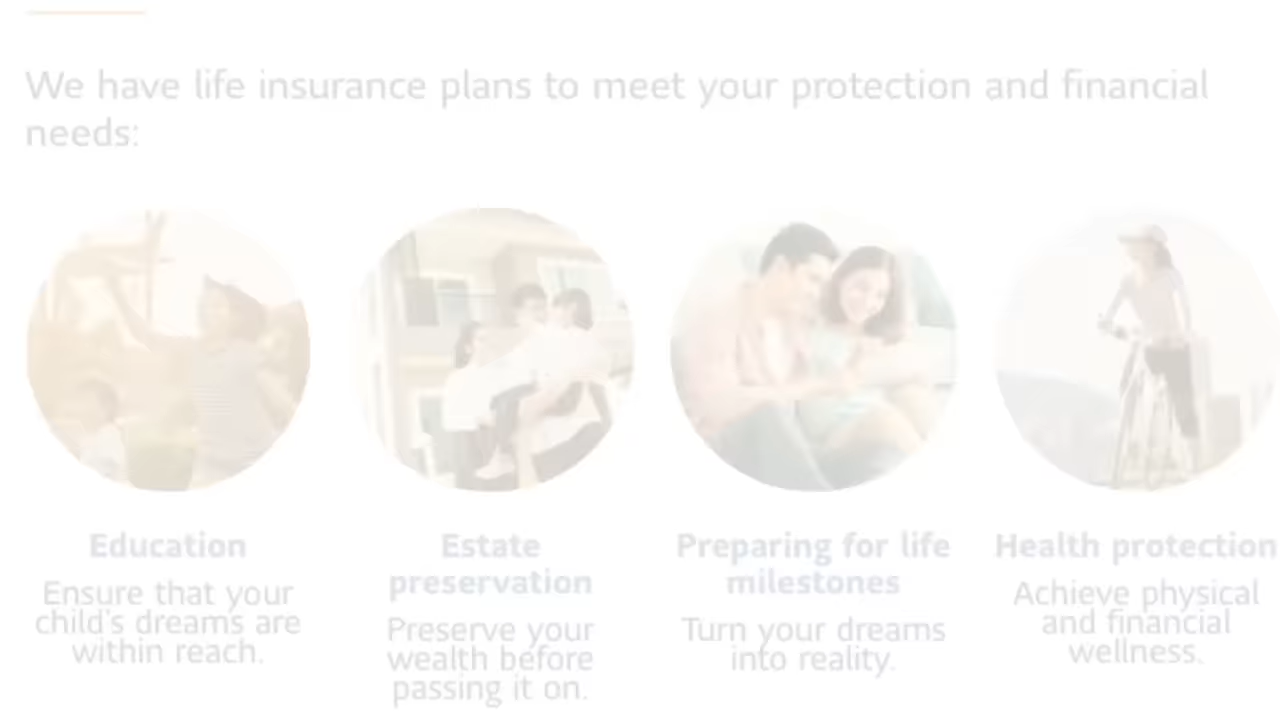 We have life insurance plans to meet your protection and financial
needs:
Education
Ensure that your
child's dreams are
within reach.
Estate
preservation
Preserve your
wealth before
passing it on.
Preparing for life
milestones
Turn your dreams
into reality.
Health protection
Achieve physical
and financial
wellness.